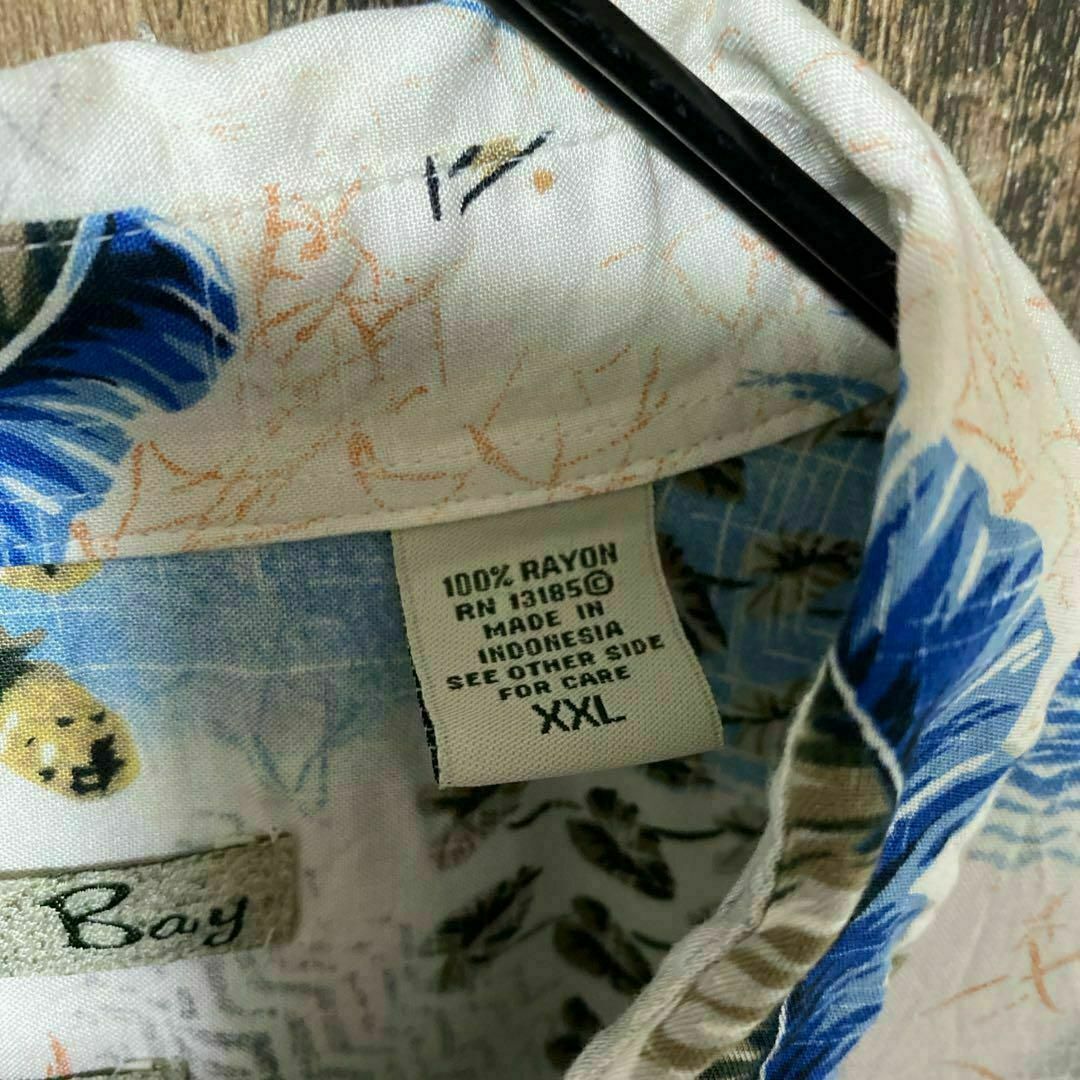 100% RAYON
RN 13185©
MADE IN
INDONESIA
SEE OTHER SIDE
FOR CARE
XXL
Bay